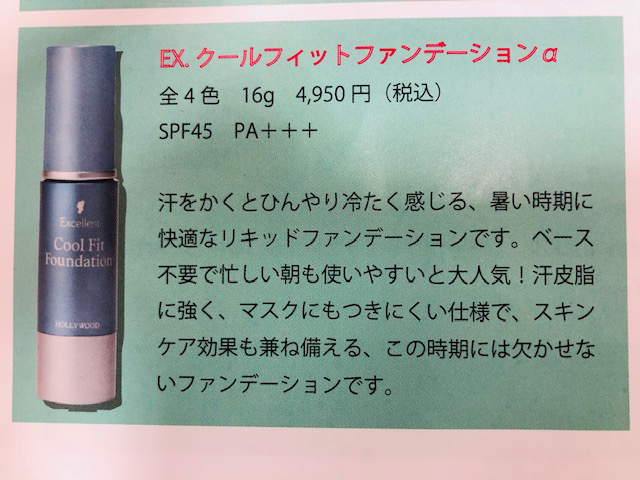 EX. クールフィットファンデーションα
全4色 16g 4,950円（税込）
SPF45 PA+++
汗をかくとひんやり冷たく感じる、暑い時期に
快適なリキッドファンデーションです。ベース
不要で忙しい朝も使いやすいと大人気！汗皮脂
に強く、マスクにもつきにくい仕様で、スキン
ケア効果も兼ね備える、この時期には欠かせな
いファンデーションです。
Excellent
Cool Fit
Foundation
HOLLYWOOD